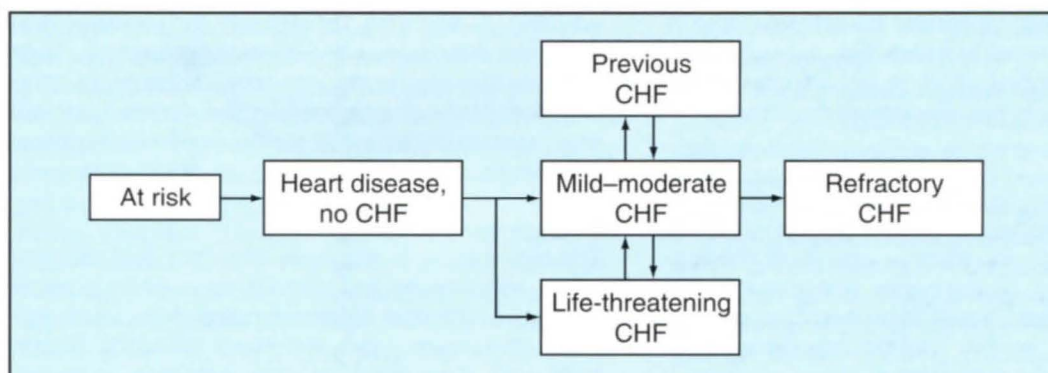 Previous
CHF
At risk
Heart disease,
no CHF
Mild–moderate
CHF
Refractory
CHF
Life-threatening
CHF